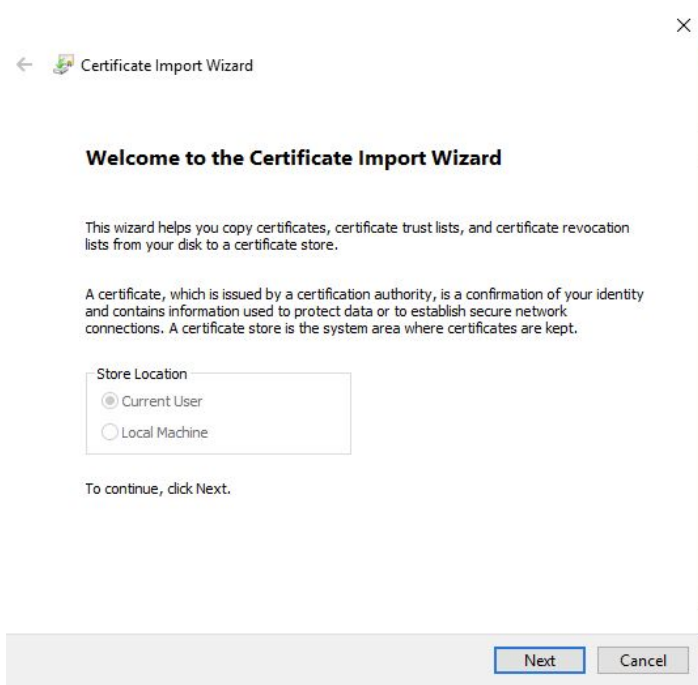 Certificate Import Wizard
Welcome to the Certificate Import Wizard
This wizard helps you copy certificates, certificate trust lists, and certificate revocation
lists from your disk to a certificate store.
A certificate, which is issued by a certification authority, is a confirmation of your identity
and contains information used to protect data or to establish secure network
connections. A certificate store is the system area where certificates are kept.
Store Location
Current User
Local Machine
To continue, click Next.
Next Cancel